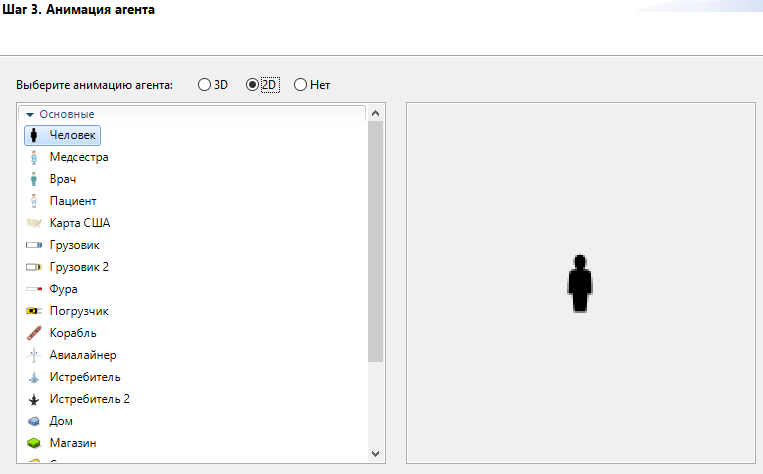 Шаг 3. Анимация агента
Выберите анимацию агента: 3D 2D Нет
Основные
Человек
Медсестра
Врач
Пациент
Карта США
Грузовик
Грузовик 2
Фура
Погрузчик
Корабль
Авиалайнер
Истребитель
Истребитель 2
Дом
Магазин